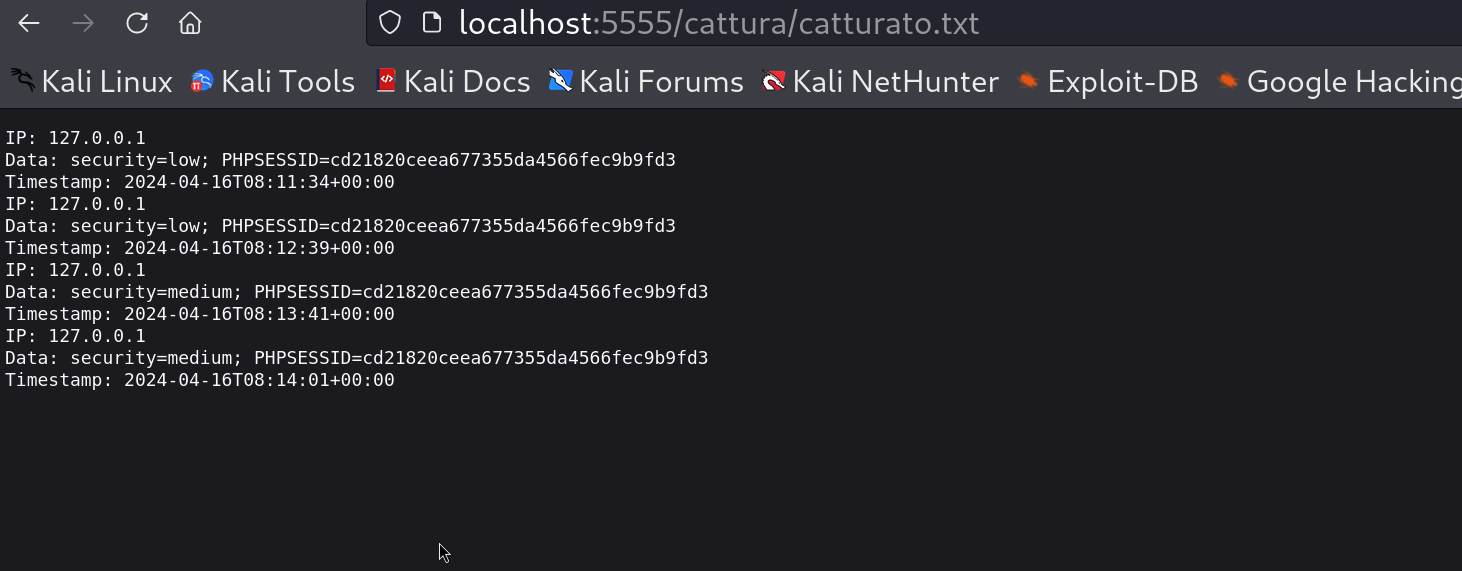 localhost:5555/cattura/catturato.txt
Kali Linux Kali Tools Kali Docs Kali Forums Kali NetHunter Exploit-DB Google Hacking
IP: 127.0.0.1
Data: security=low; PHPSESSID=cd21820ceea677355da4566fec9b9fd3
Timestamp: 2024-04-16T08:11:34+00:00
IP: 127.0.0.1
Data: security=low; PHPSESSID=cd21820ceea677355da4566fec9b9fd3
Timestamp: 2024-04-16T08:12:39+00:00
IP: 127.0.0.1
Data: security=medium; PHPSESSID=cd21820ceea677355da4566fec9b9fd3
Timestamp: 2024-04-16T08:13:41+00:00
IP: 127.0.0.1
Data: security=medium; PHPSESSID=cd21820ceea677355da4566fec9b9fd3
Timestamp: 2024-04-16T08:14:01+00:00